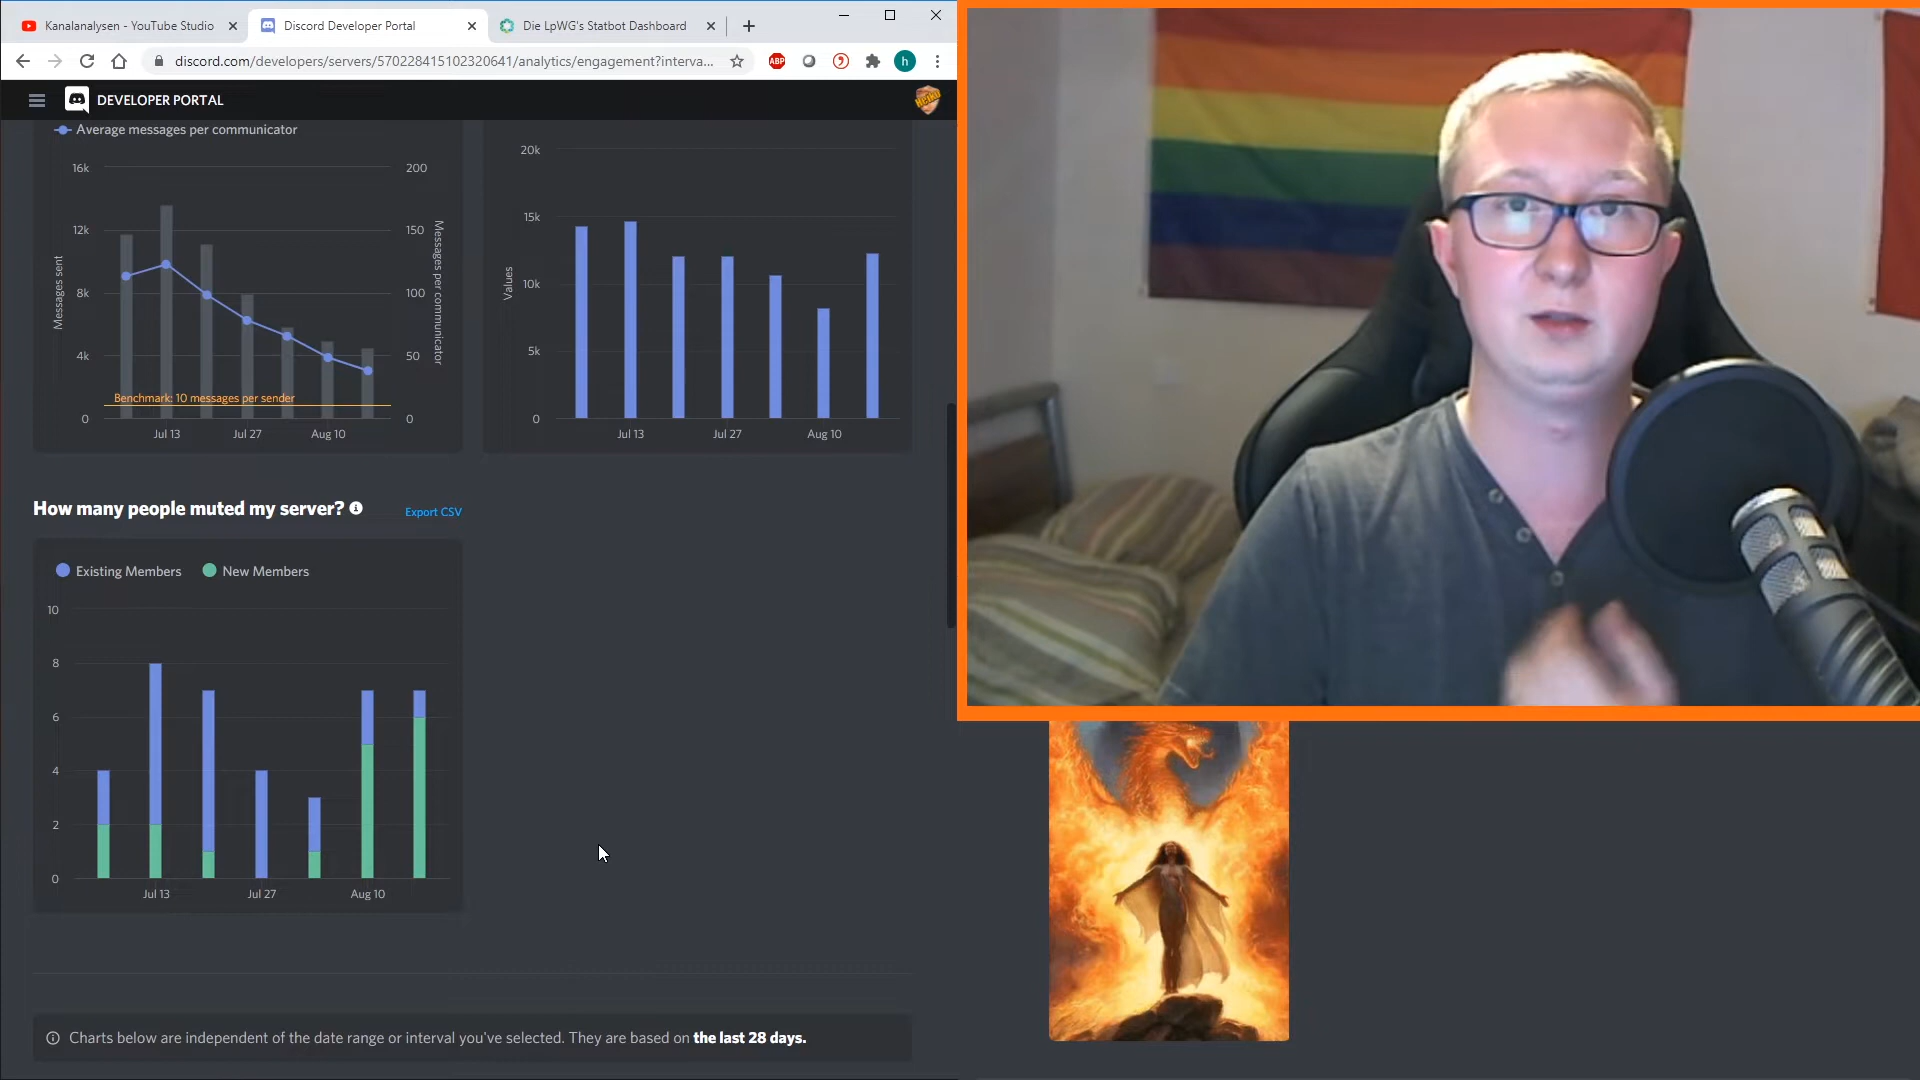 Kanalanalysen - YouTube Studio
Discord Developer Portal
Die LpWG's Statbot Dashboard
discord.com/developers/servers/570228415102320641/analytics/engagement?interva...
ABP
h
DEVELOPER PORTAL
Heiko
Average messages per communicator
16k
12k
8k
4k
0
200
150
100
50
0
Messages sent
Messages per communicator
Benchmark: 10 messages per sender
Jul 13
Jul 27
Aug 10
20k
15k
10k
5k
0
Values
Jul 13
Jul 27
Aug 10
How many people muted my server?
Export CSV
Existing Members
New Members
10
8
6
4
2
0
Jul 13
Jul 27
Aug 10
Charts below are independent of the date range or interval you've selected. They are based on the last 28 days.